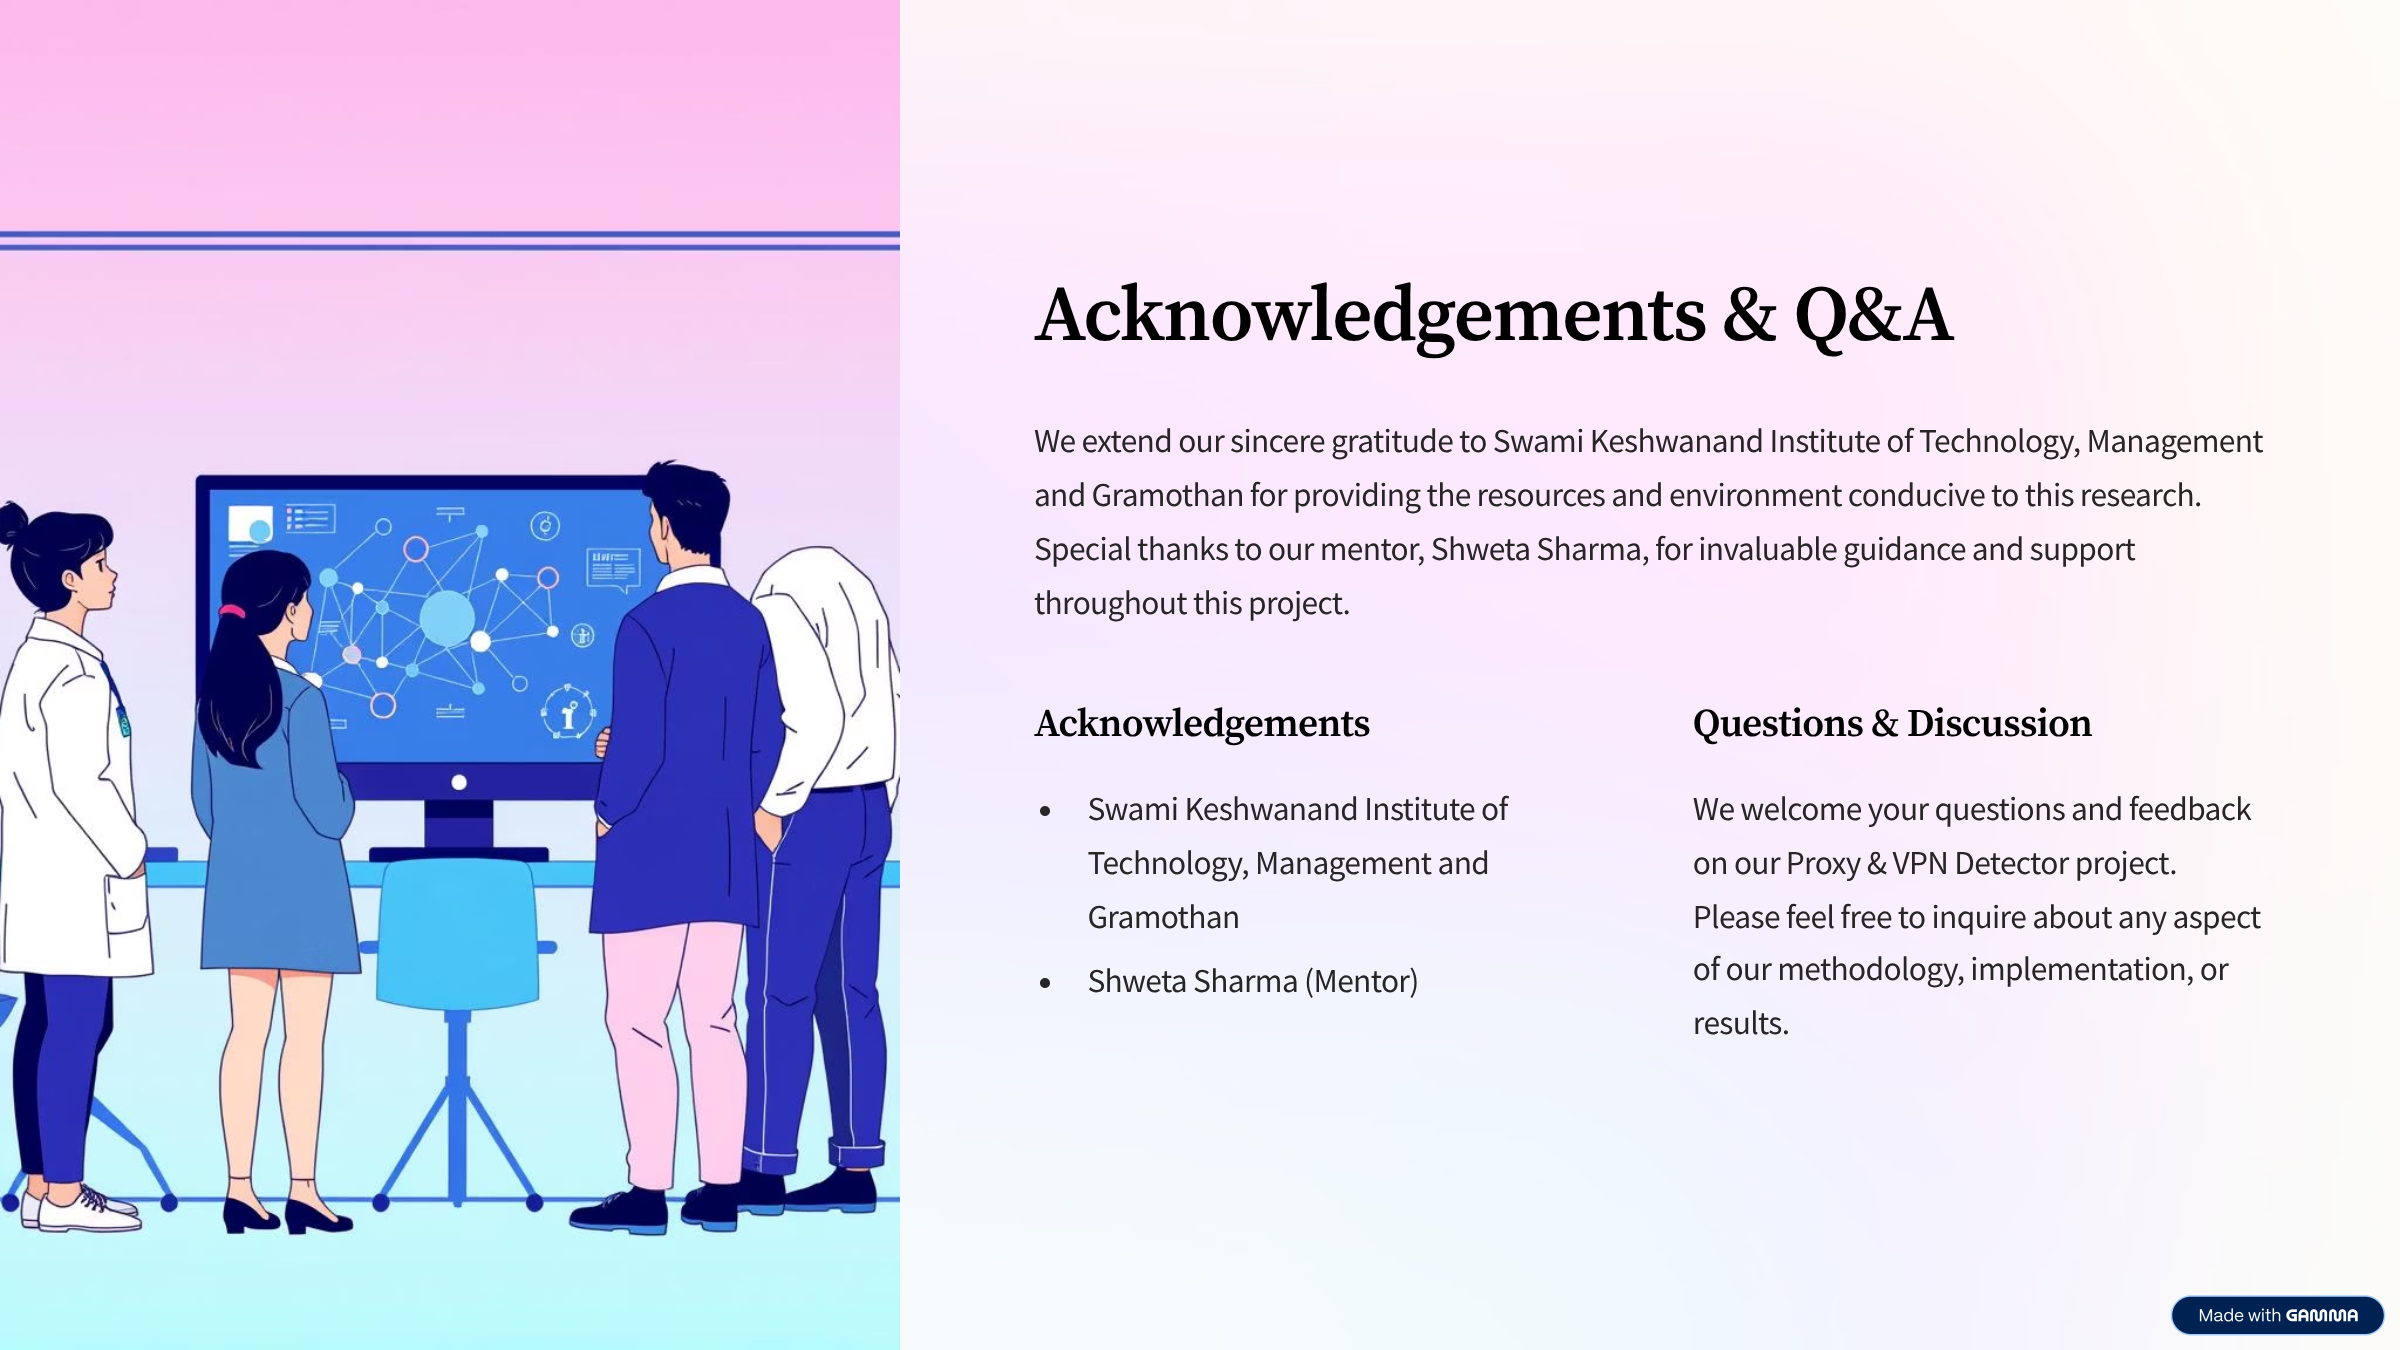 Acknowledgements & Q&A
We extend our sincere gratitude to Swami Keshwanand Institute of Technology, Management
and Gramothan for providing the resources and environment conducive to this research.
Special thanks to our mentor, Shweta Sharma, for invaluable guidance and support
throughout this project.
Acknowledgements
• Swami Keshwanand Institute of
Technology, Management and
Gramothan
• Shweta Sharma (Mentor)
Questions & Discussion
We welcome your questions and feedback
on our Proxy & VPN Detector project.
Please feel free to inquire about any aspect
of our methodology, implementation, or
results.
Made with GAMMA